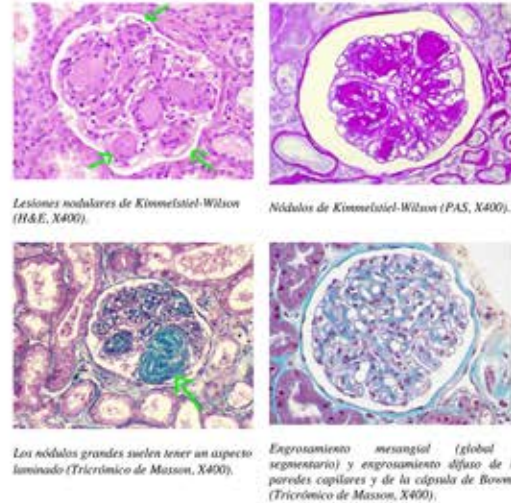 Lesiones nodulares de Kimmelstiel-Wilson
(H&E, X400).
Nódulos de Kimmelstiel-Wilson (PAS, X400).
Los nódulos grandes suelen tener un aspecto
laminado (Tricrómico de Masson, X400).
Engrosamiento mesangial (global
segmentario) y engrosamiento difuso de
paredes capilares y de la cápsula de Bowm
(Tricrómico de Masson, X400).